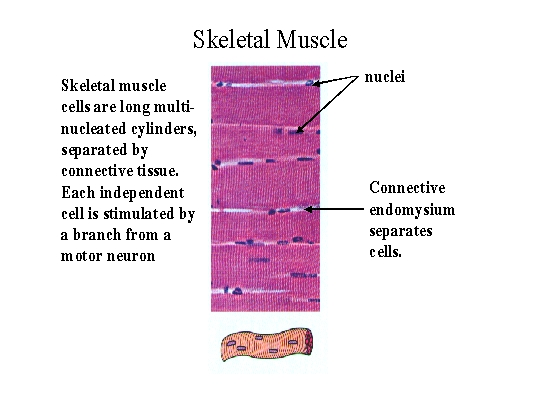 Skeletal Muscle
Skeletal muscle
cells are long multi-
nucleated cylinders,
separated by
connective tissue.
Each independent
cell is stimulated by
a branch from a
motor neuron
nuclei
Connective
endomysium
separates
cells.